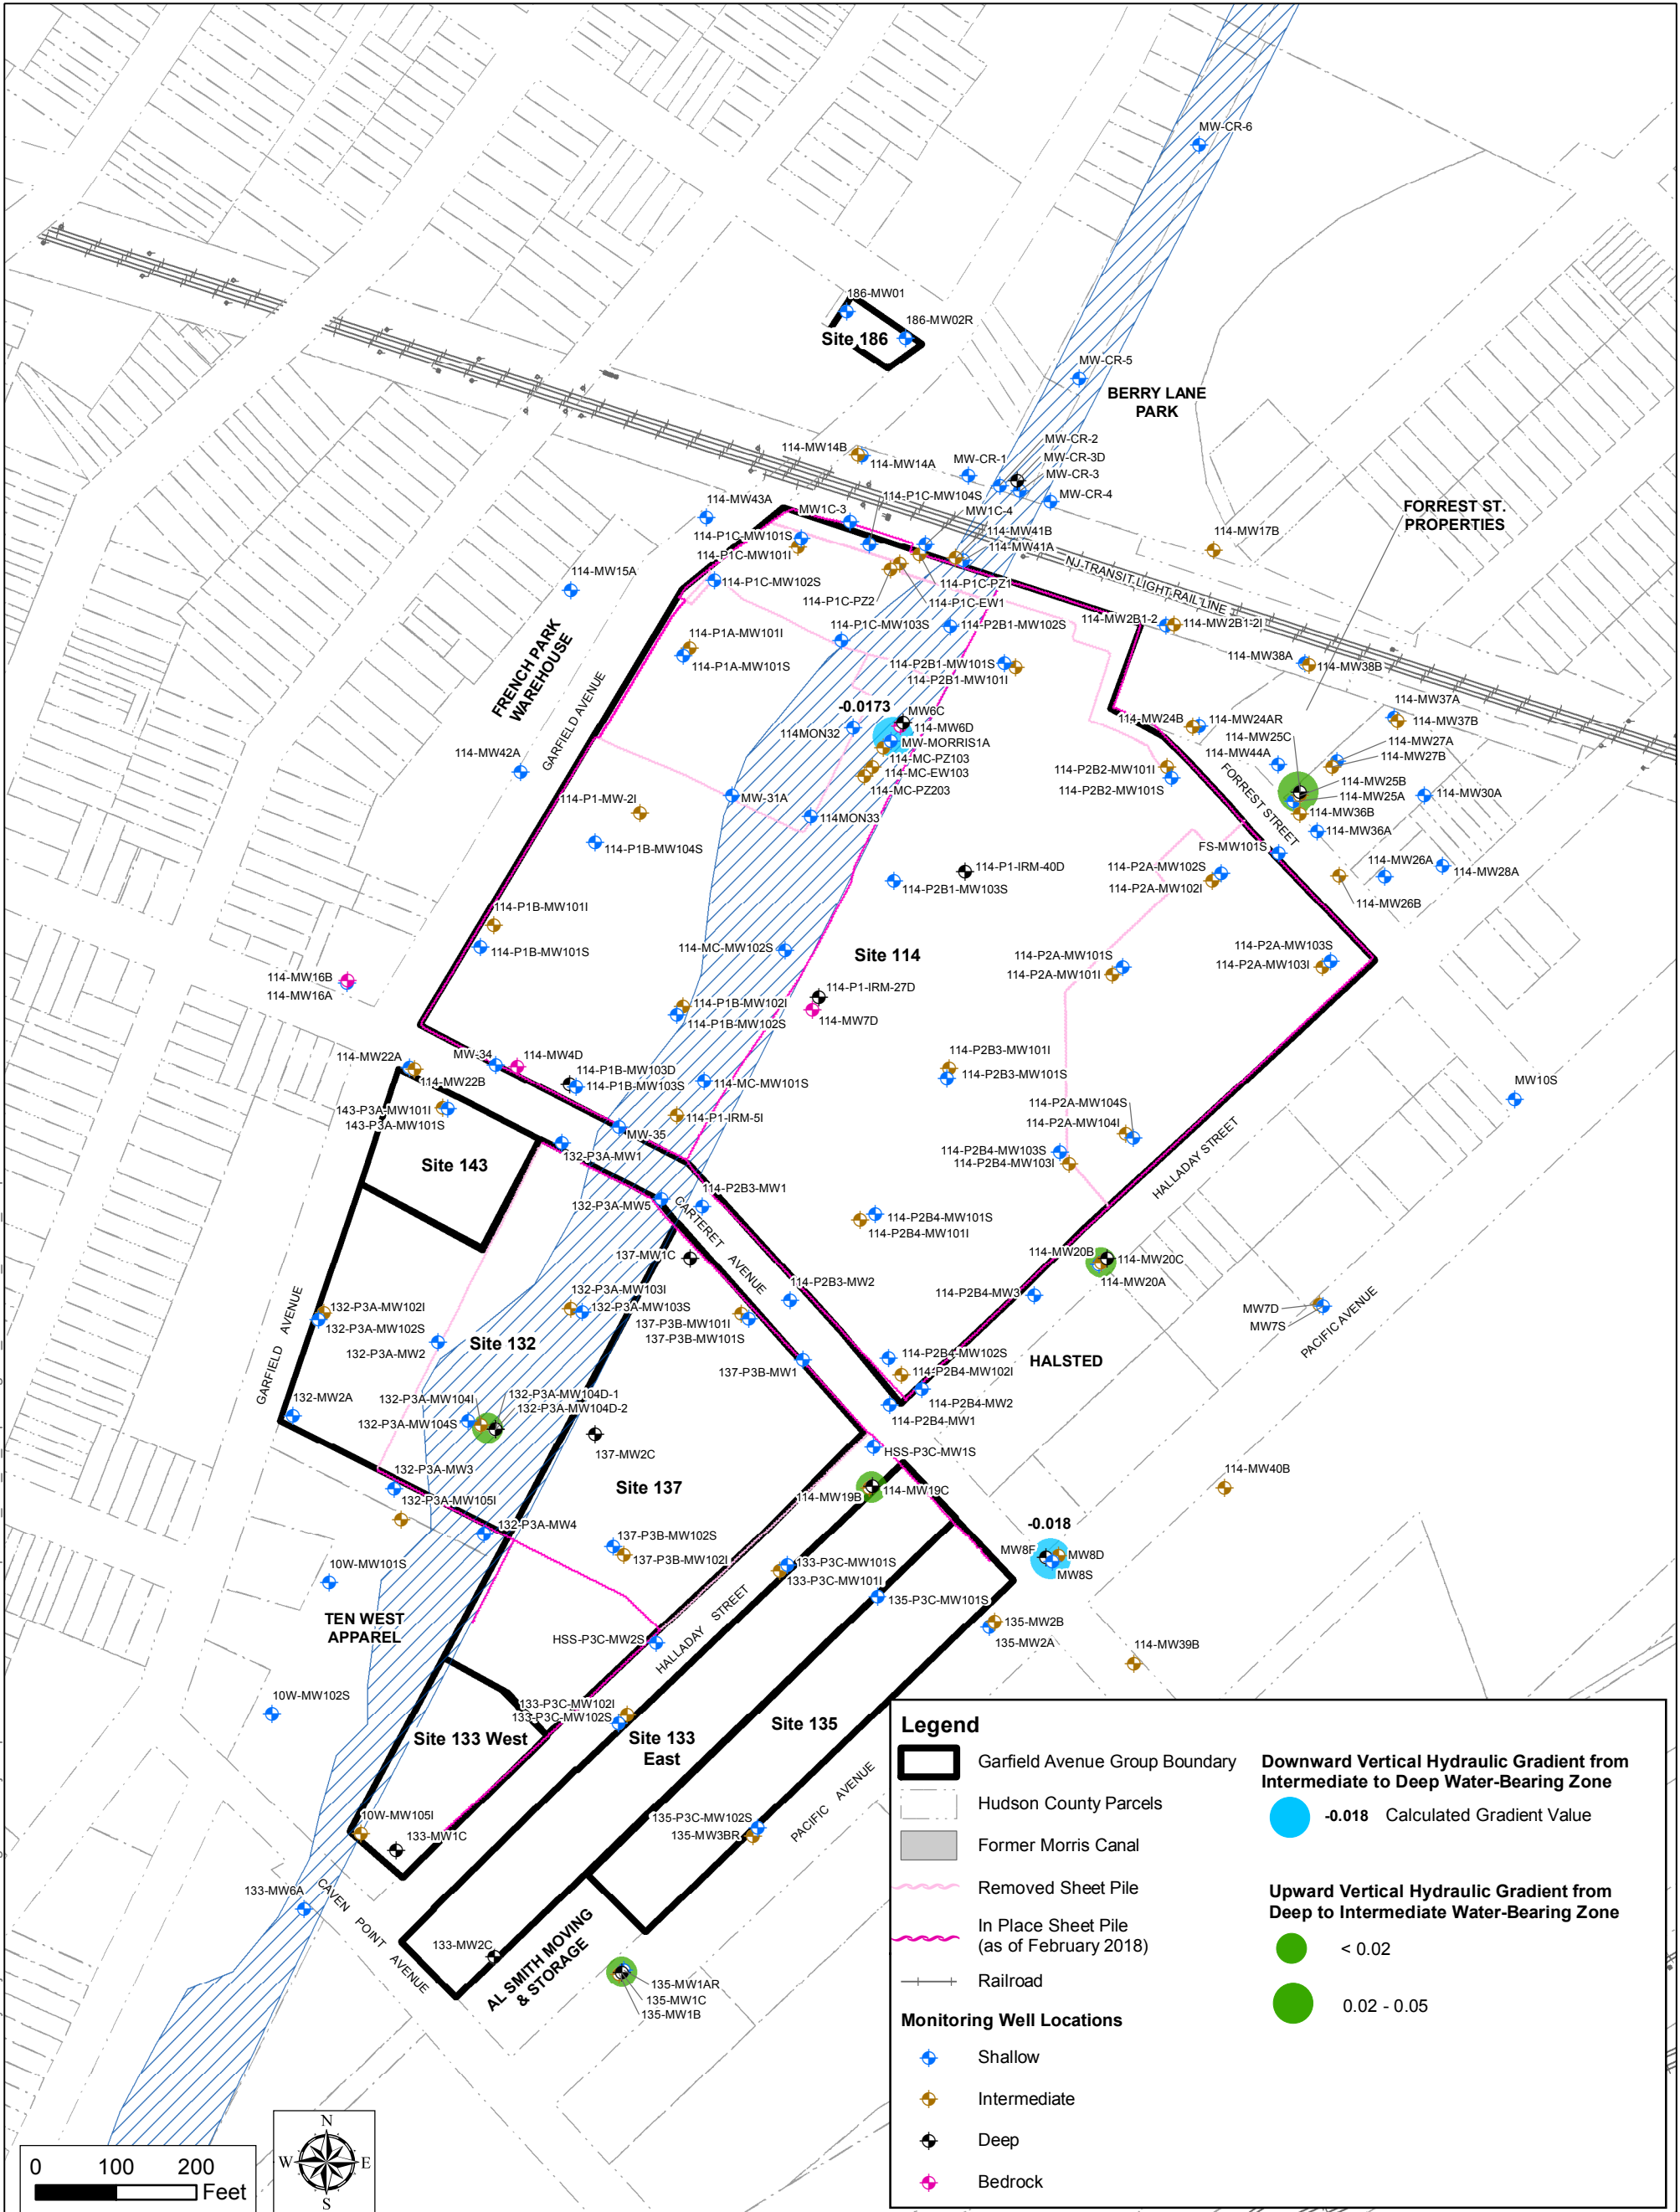 MW-CR-6
186-MW01
186-MW02R
Site 186
MW-CR-5
BERRY LANE
PARK
MW-CR-2
MW-CR-3D
MW-CR-3
MW-CR-1
MW-CR-4
114-MW14B
114-MW14A
114-MW43A
114-P1C-MW104S
MW1C-3
MW1C-4
FORREST ST.
PROPERTIES
114-MW17B
114-P1C-MW101S
114-P1C-MW101I
114-MW41B
114-MW41A
NJ TRANSIT LIGHT RAIL LINE
114-MW15A
114-P1C-MW102S
114-P1C-PZ1
114-P1C-PZ2
114-P1C-EW1
114-P1C-MW103S
114-P2B1-MW102S
114-MW2B1-2
114-MW2B1-2I
114-P1A-MW101I
114-P1A-MW101S
114-P2B1-MW101S
114-P2B1-MW101I
114-MW38A
114-MW38B
FRENCH PARK
WAREHOUSE
GARFIELD AVENUE
-0.0173
MW6C
114-MW6D
114MON32
MW-MORRIS1A
114-MC-PZ103
114-MC-EW103
114-MC-PZ203
114-MW24B
114-MW24AR
114-MW25C
114-MW44A
114-MW37A
114-MW37B
114-MW27A
114-MW27B
114-MW42A
114-P2B2-MW101I
114-P2B2-MW101S
114-MW25B
114-MW25A
114-MW30A
114-MW36B
114-MW36A
FORREST STREET
114-P1-MW-2I
MW-31A
114MON33
114-P1B-MW104S
FS-MW101S
114-MW26A
114-MW28A
114-MW26B
114-P1-IRM-40D
114-P2B1-MW103S
114-P2A-MW102S
114-P2A-MW102I
114-P1B-MW101I
114-P1B-MW101S
114-MC-MW102S
Site 114
114-P2A-MW101S
114-P2A-MW101I
114-P2A-MW103S
114-P2A-MW103I
114-MW16B
114-MW16A
114-P1-IRM-27D
114-MW7D
114-P1B-MW102I
114-P1B-MW102S
114-MW22A
114-MW22B
MW-34
114-MW4D
114-P1B-MW103D
114-P1B-MW103S
114-MC-MW101S
114-P2B3-MW101I
114-P2B3-MW101S
MW10S
143-P3A-MW101I
143-P3A-MW101S
114-P1-IRM-5I
MW-35
114-P2A-MW104S
114-P2A-MW104I
114-P2B4-MW103S
114-P2B4-MW103I
HALLADAY STREET
Site 143
132-P3A-MW1
132-P3A-MW5
114-P2B3-MW1
CARTERET AVENUE
114-P2B4-MW101S
114-P2B4-MW101I
137-MW1C
114-MW20B
114-MW20C
114-MW20A
114-P2B3-MW2
114-P2B4-MW3
MW7D
MW7S
PACIFIC AVENUE
GARFIELD AVENUE
132-P3A-MW102I
132-P3A-MW102S
132-P3A-MW103I
132-P3A-MW103S
137-P3B-MW101I
137-P3B-MW101S
132-P3A-MW2
Site 132
137-P3B-MW1
114-P2B4-MW102S
114-P2B4-MW102I
HALSTED
132-MW2A
132-P3A-MW104I
132-P3A-MW104S
132-P3A-MW104D-1
132-P3A-MW104D-2
114-P2B4-MW2
114-P2B4-MW1
137-MW2C
HSS-P3C-MW1S
132-P3A-MW3
132-P3A-MW105I
132-P3A-MW4
Site 137
114-MW19B
114-MW19C
114-MW40B
-0.018
MW8F
MW8D
MW8S
137-P3B-MW102S
137-P3B-MW102I
133-P3C-MW101S
133-P3C-MW101I
10W-MW101S
135-P3C-MW101S
135-MW2B
135-MW2A
TEN WEST
APPAREL
HSS-P3C-MW2S
HALLADAY STREET
114-MW39B
10W-MW102S
133-P3C-MW102I
133-P3C-MW102S
Site 133 West
Site 133
East
Site 135
135-P3C-MW102S
135-MW3BR
PACIFIC AVENUE
10W-MW105I
133-MW1C
133-MW6A
CAVEN POINT AVENUE
133-MW2C
AL SMITH MOVING
& STORAGE
135-MW1AR
135-MW1C
135-MW1B
Legend
Garfield Avenue Group Boundary
Hudson County Parcels
Former Morris Canal
Removed Sheet Pile
In Place Sheet Pile
(as of February 2018)
Railroad
Monitoring Well Locations
Shallow
Intermediate
Deep
Bedrock
Downward Vertical Hydraulic Gradient from
Intermediate to Deep Water-Bearing Zone
-0.018 Calculated Gradient Value
Upward Vertical Hydraulic Gradient from
Deep to Intermediate Water-Bearing Zone
< 0.02
0.02 - 0.05
0 100 200
Feet
N
W E
S